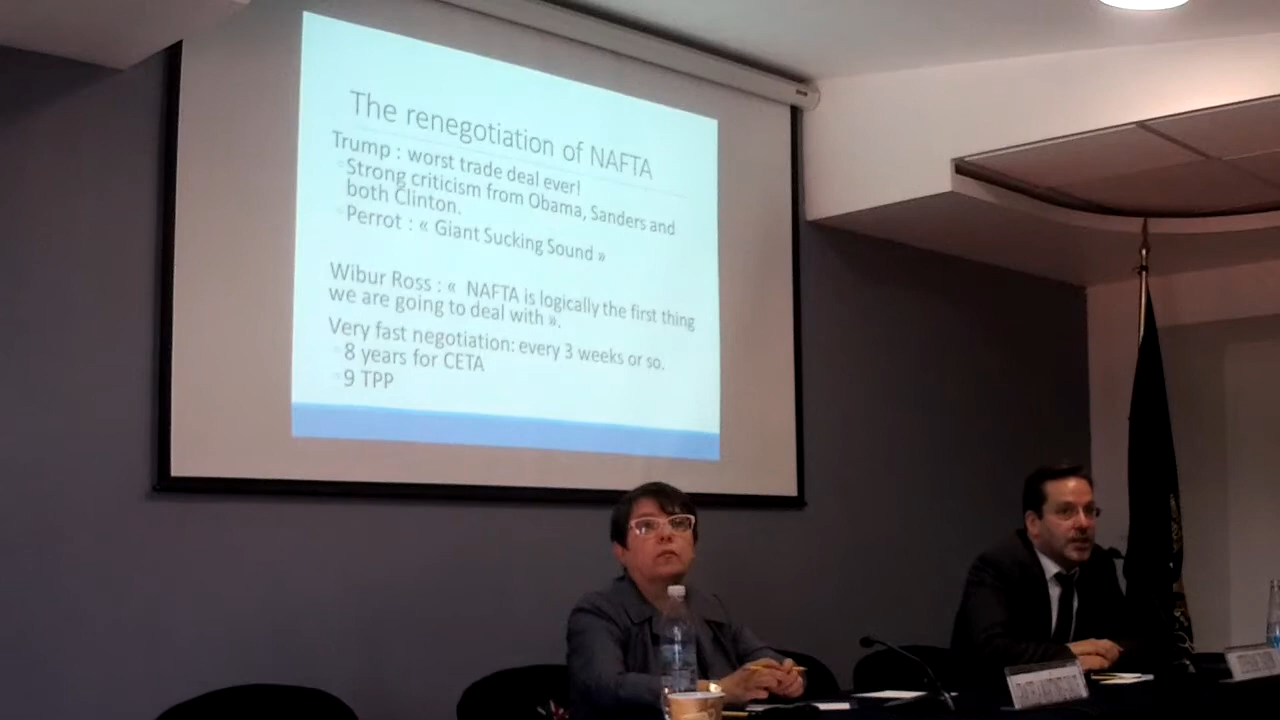 The renegotiation of NAFTA
Trump : worst trade deal ever!
Strong criticism from Obama, Sanders and
both Clinton.
Perrot : « Giant Sucking Sound »
Wibur Ross : « NAFTA is logically the first thing
we are going to deal with ».
Very fast negotiation: every 3 weeks or so.
8 years for CETA
9 TPP